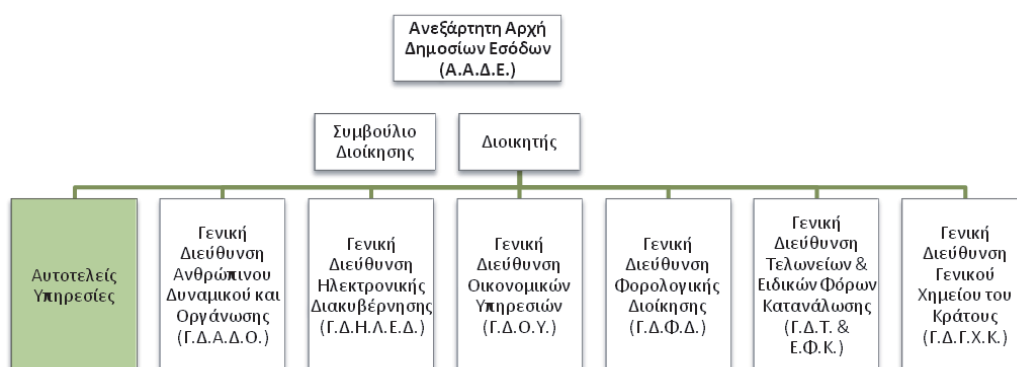 Ανεξάρτητη Αρχή
Δημοσίων Εσόδων
(Α.Α.Δ.Ε.)
Συμβούλιο
Διοίκησης
Διοικητής
Αυτοτελείς
Υπηρεσίες
Γενική
Διεύθυνση
Ανθρώπινου
Δυναμικού και
Οργάνωσης
(Γ.Δ.Α.Δ.Ο.)
Γενική
Διεύθυνση
Ηλεκτρονικής
Διακυβέρνησης
(Γ.Δ.Η.Λ.Ε.Δ.)
Γενική
Διεύθυνση
Οικονομικών
Υπηρεσιών
(Γ.Δ.Ο.Υ.)
Γενική
Διεύθυνση
Φορολογικής
Διοίκησης
(Γ.Δ.Φ.Δ.)
Γενική
Διεύθυνση
Τελωνείων &
Ειδικών Φόρων
Κατανάλωσης
(Γ.Δ.Τ. &
Ε.Φ.Κ.)
Γενική
Διεύθυνση
Γενικού
Χημείου του
Κράτους
(Γ.Δ.Γ.Χ.Κ.)